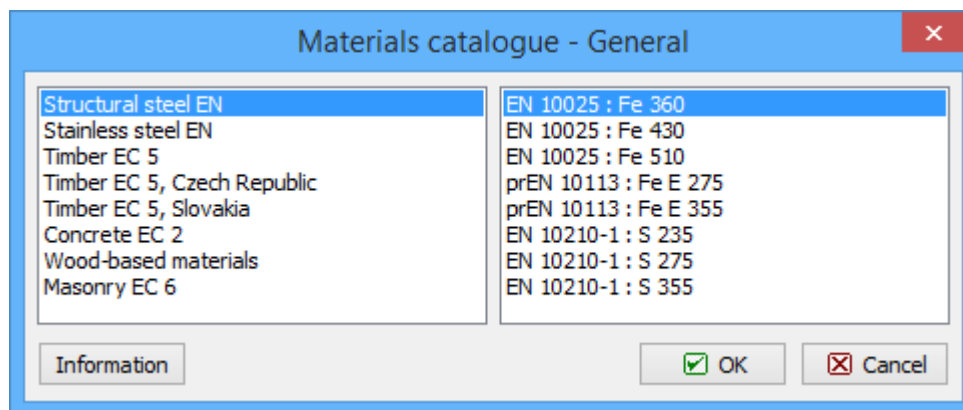 Materials catalogue - General
Structural steel EN
Stainless steel EN
Timber EC 5
Timber EC 5, Czech Republic
Timber EC 5, Slovakia
Concrete EC 2
Wood-based materials
Masonry EC 6
EN 10025 : Fe 360
EN 10025 : Fe 430
EN 10025 : Fe 510
prEN 10113 : Fe E 275
prEN 10113 : Fe E 355
EN 10210-1 : S 235
EN 10210-1 : S 275
EN 10210-1 : S 355
Information
OK
Cancel